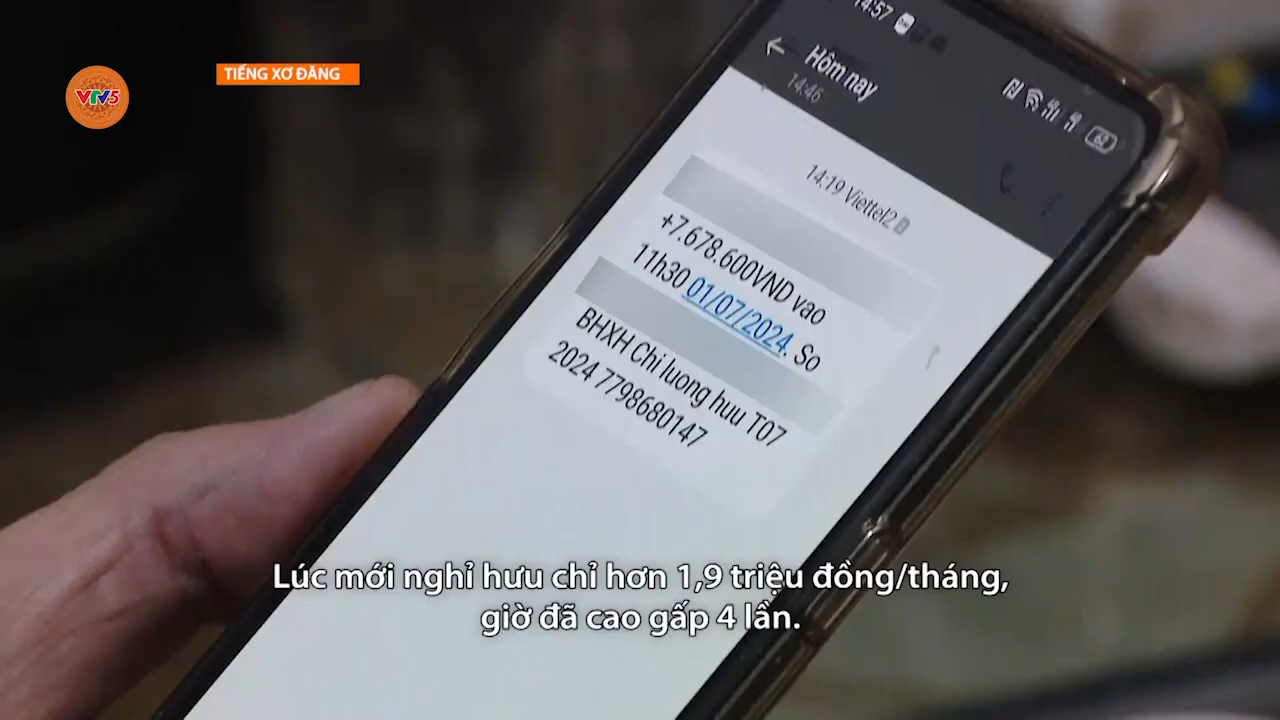 VTV5
TIẾNG XƠ ĐĂNG
14:57
Hôm nay
14:46
62
14:19 Viettel2
+7.678.600VND vao
11h30 01/07/2024. So
BHXH Chi luong huu T07
2024 7798680147
Lúc mới nghỉ hưu chỉ hơn 1,9 triệu đồng/tháng,
giờ đã cao gấp 4 lần.